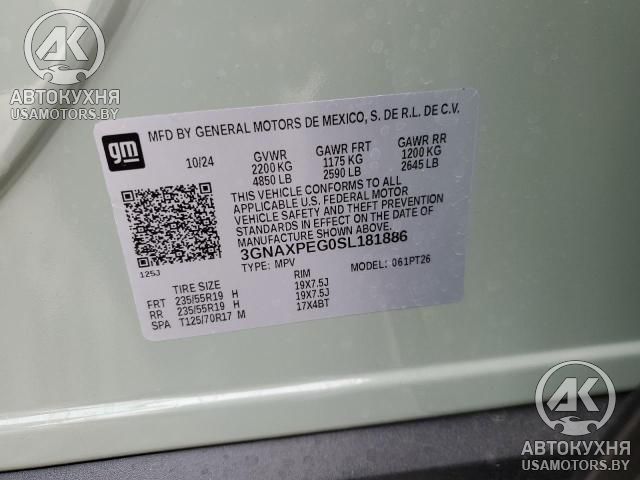 AK
АВТОКУХНЯ
USAMOTORS.BY
gm
MFD BY GENERAL MOTORS DE MEXICO, S. DE R.L. DE C.V.
10/24 GVWR GAWR FRT GAWR RR
2200 KG 1175 KG 1200 KG
4850 LB 2590 LB 2645 LB
THIS VEHICLE CONFORMS TO ALL
APPLICABLE U.S. FEDERAL MOTOR
VEHICLE SAFETY AND THEFT PREVENTION
STANDARDS IN EFFECT ON THE DATE OF
MANUFACTURE SHOWN ABOVE.
3GNAXPEG0SL181886
125J TYPE: MPV MODEL: 061PT26
TIRE SIZE RIM
FRT 235/55R19 H 19X7.5J
RR 235/55R19 H 19X7.5J
SPA T125/70R17 M 17X4BT
AK
АВТОКУХНЯ
USAMOTORS.BY